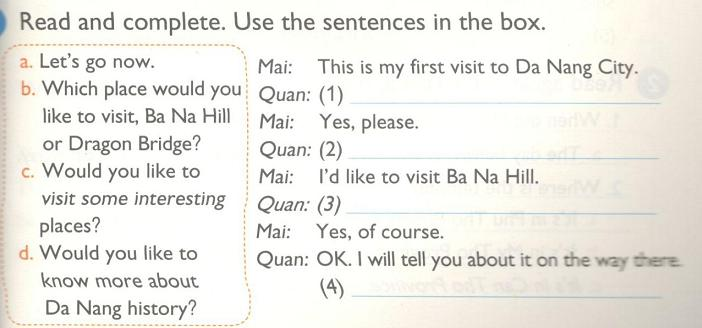 Read and complete. Use the sentences in the box.
a. Let's go now.
b. Which place would you
like to visit, Ba Na Hill
or Dragon Bridge?
c. Would you like to
visit some interesting
places?
d. Would you like to
know more about
Da Nang history?
Mai: This is my first visit to Da Nang City.
Quan: (1)
Mai: Yes, please.
Quan: (2)
Mai: I'd like to visit Ba Na Hill.
Quan: (3)
Mai: Yes, of course.
Quan: OK. I will tell you about it on the way there.
(4)